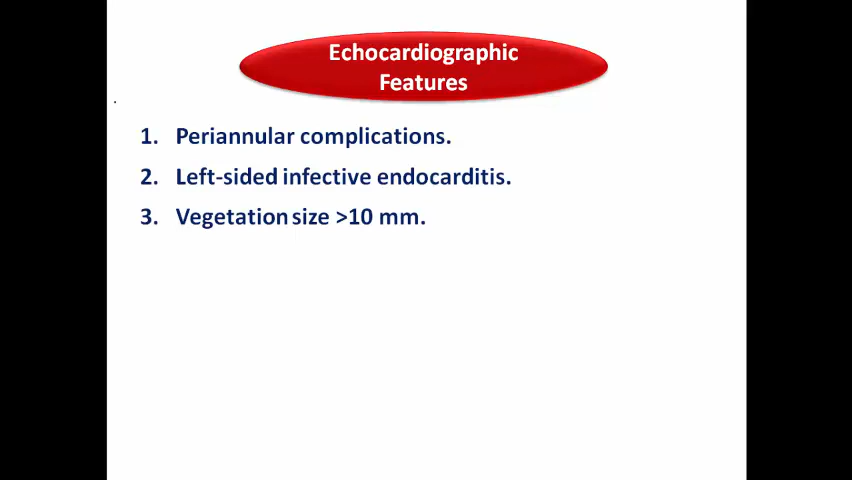 Echocardiographic
Features
1. Periannular complications.
2. Left-sided infective endocarditis.
3. Vegetation size >10 mm.